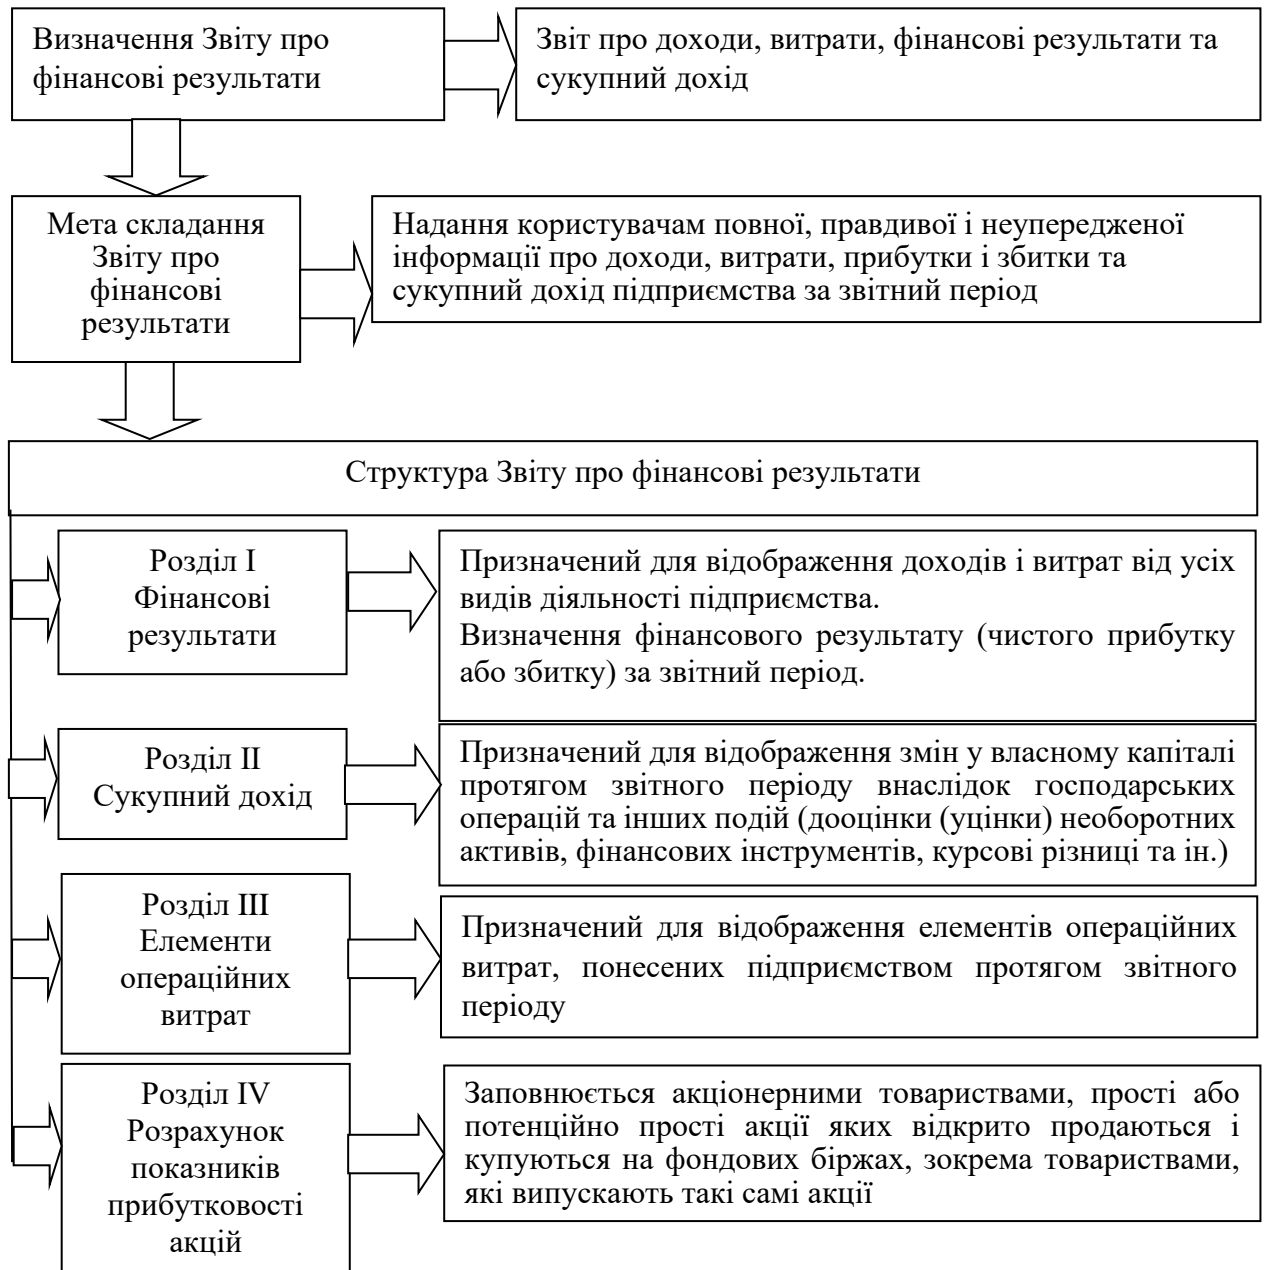 Визначення Звіту про
фінансові результати
Звіт про доходи, витрати, фінансові результати та
сукупний дохід
Мета складання
Звіту про
фінансові
результати
Надання користувачам повної, правдивої і неупередженої
інформації про доходи, витрати, прибутки і збитки та
сукупний дохід підприємства за звітний період
Структура Звіту про фінансові результати
Розділ I
Фінансові
результати
Призначений для відображення доходів і витрат від усіх
видів діяльності підприємства.
Визначення фінансового результату (чистого прибутку
або збитку) за звітний період.
Розділ II
Сукупний дохід
Призначений для відображення змін у власному капіталі
протягом звітного періоду внаслідок господарських
операцій та інших подій (дооцінки (уцінки) необоротних
активів, фінансових інструментів, курсові різниці та ін.)
Розділ III
Елементи
операційних
витрат
Призначений для відображення елементів операційних
витрат, понесених підприємством протягом звітного
періоду
Розділ IV
Розрахунок
показників
прибутковості
акцій
Заповнюється акціонерними товариствами, прості або
потенційно прості акції яких відкрито продаються і
купуються на фондових біржах, зокрема товариствами,
які випускають такі самі акції